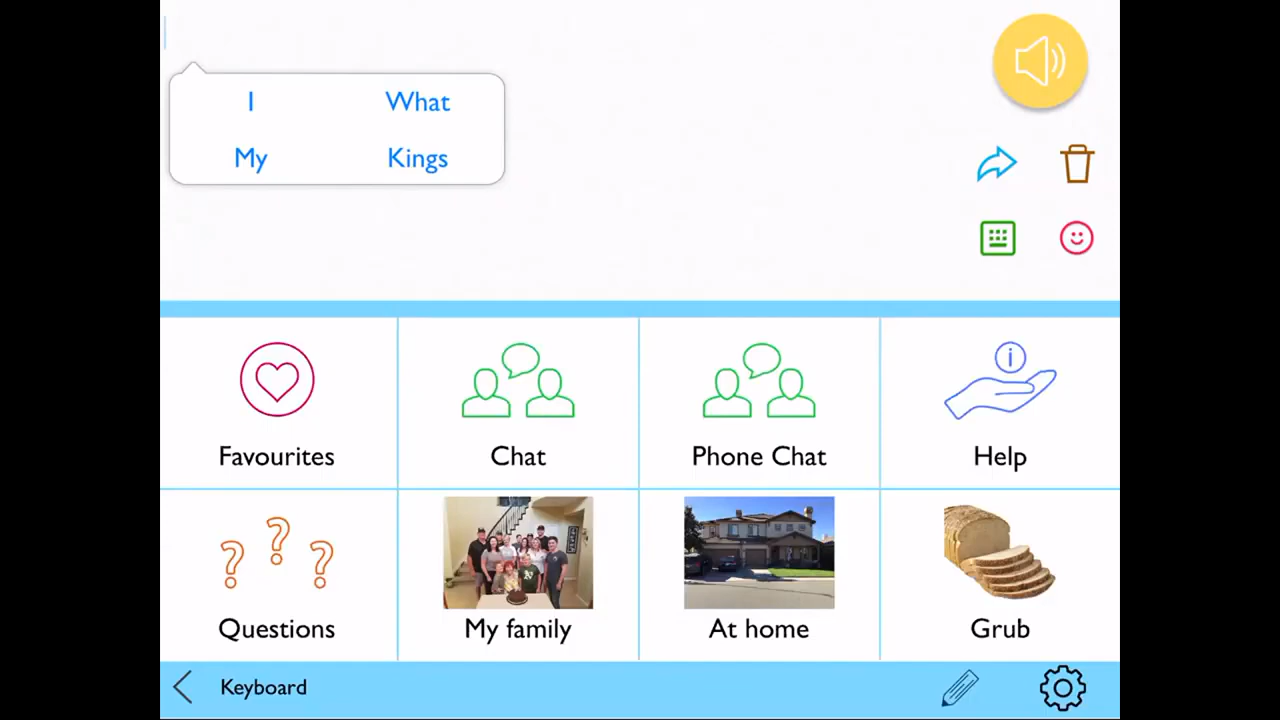 I What
My Kings
Favourites Chat Phone Chat Help
Questions My family At home Grub
Keyboard